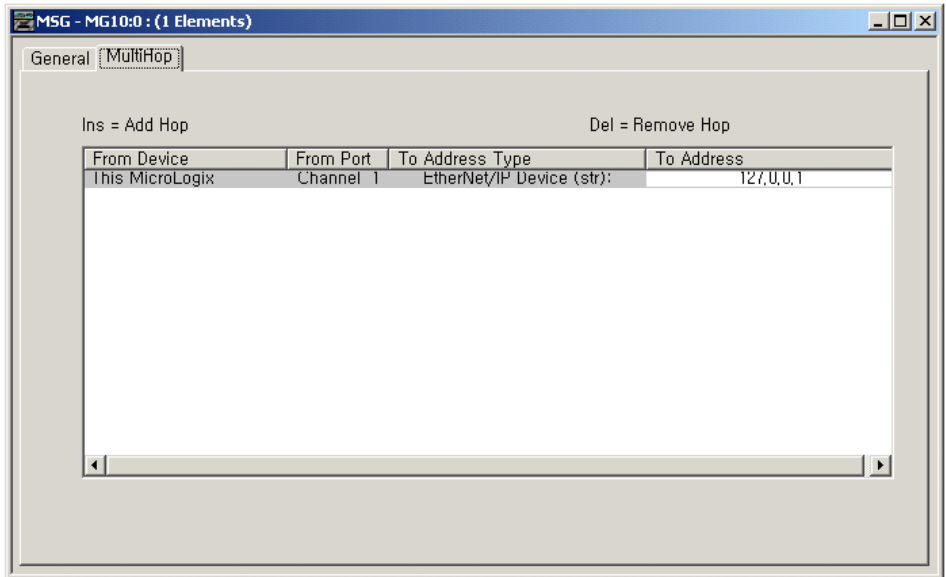 MSG - MG10:0 : (1 Elements)
General MultiHop
Ins = Add Hop Del = Remove Hop
From Device From Port To Address Type To Address
This MicroLogix Channel 1 EtherNet/IP Device (str): 127,0,0,1